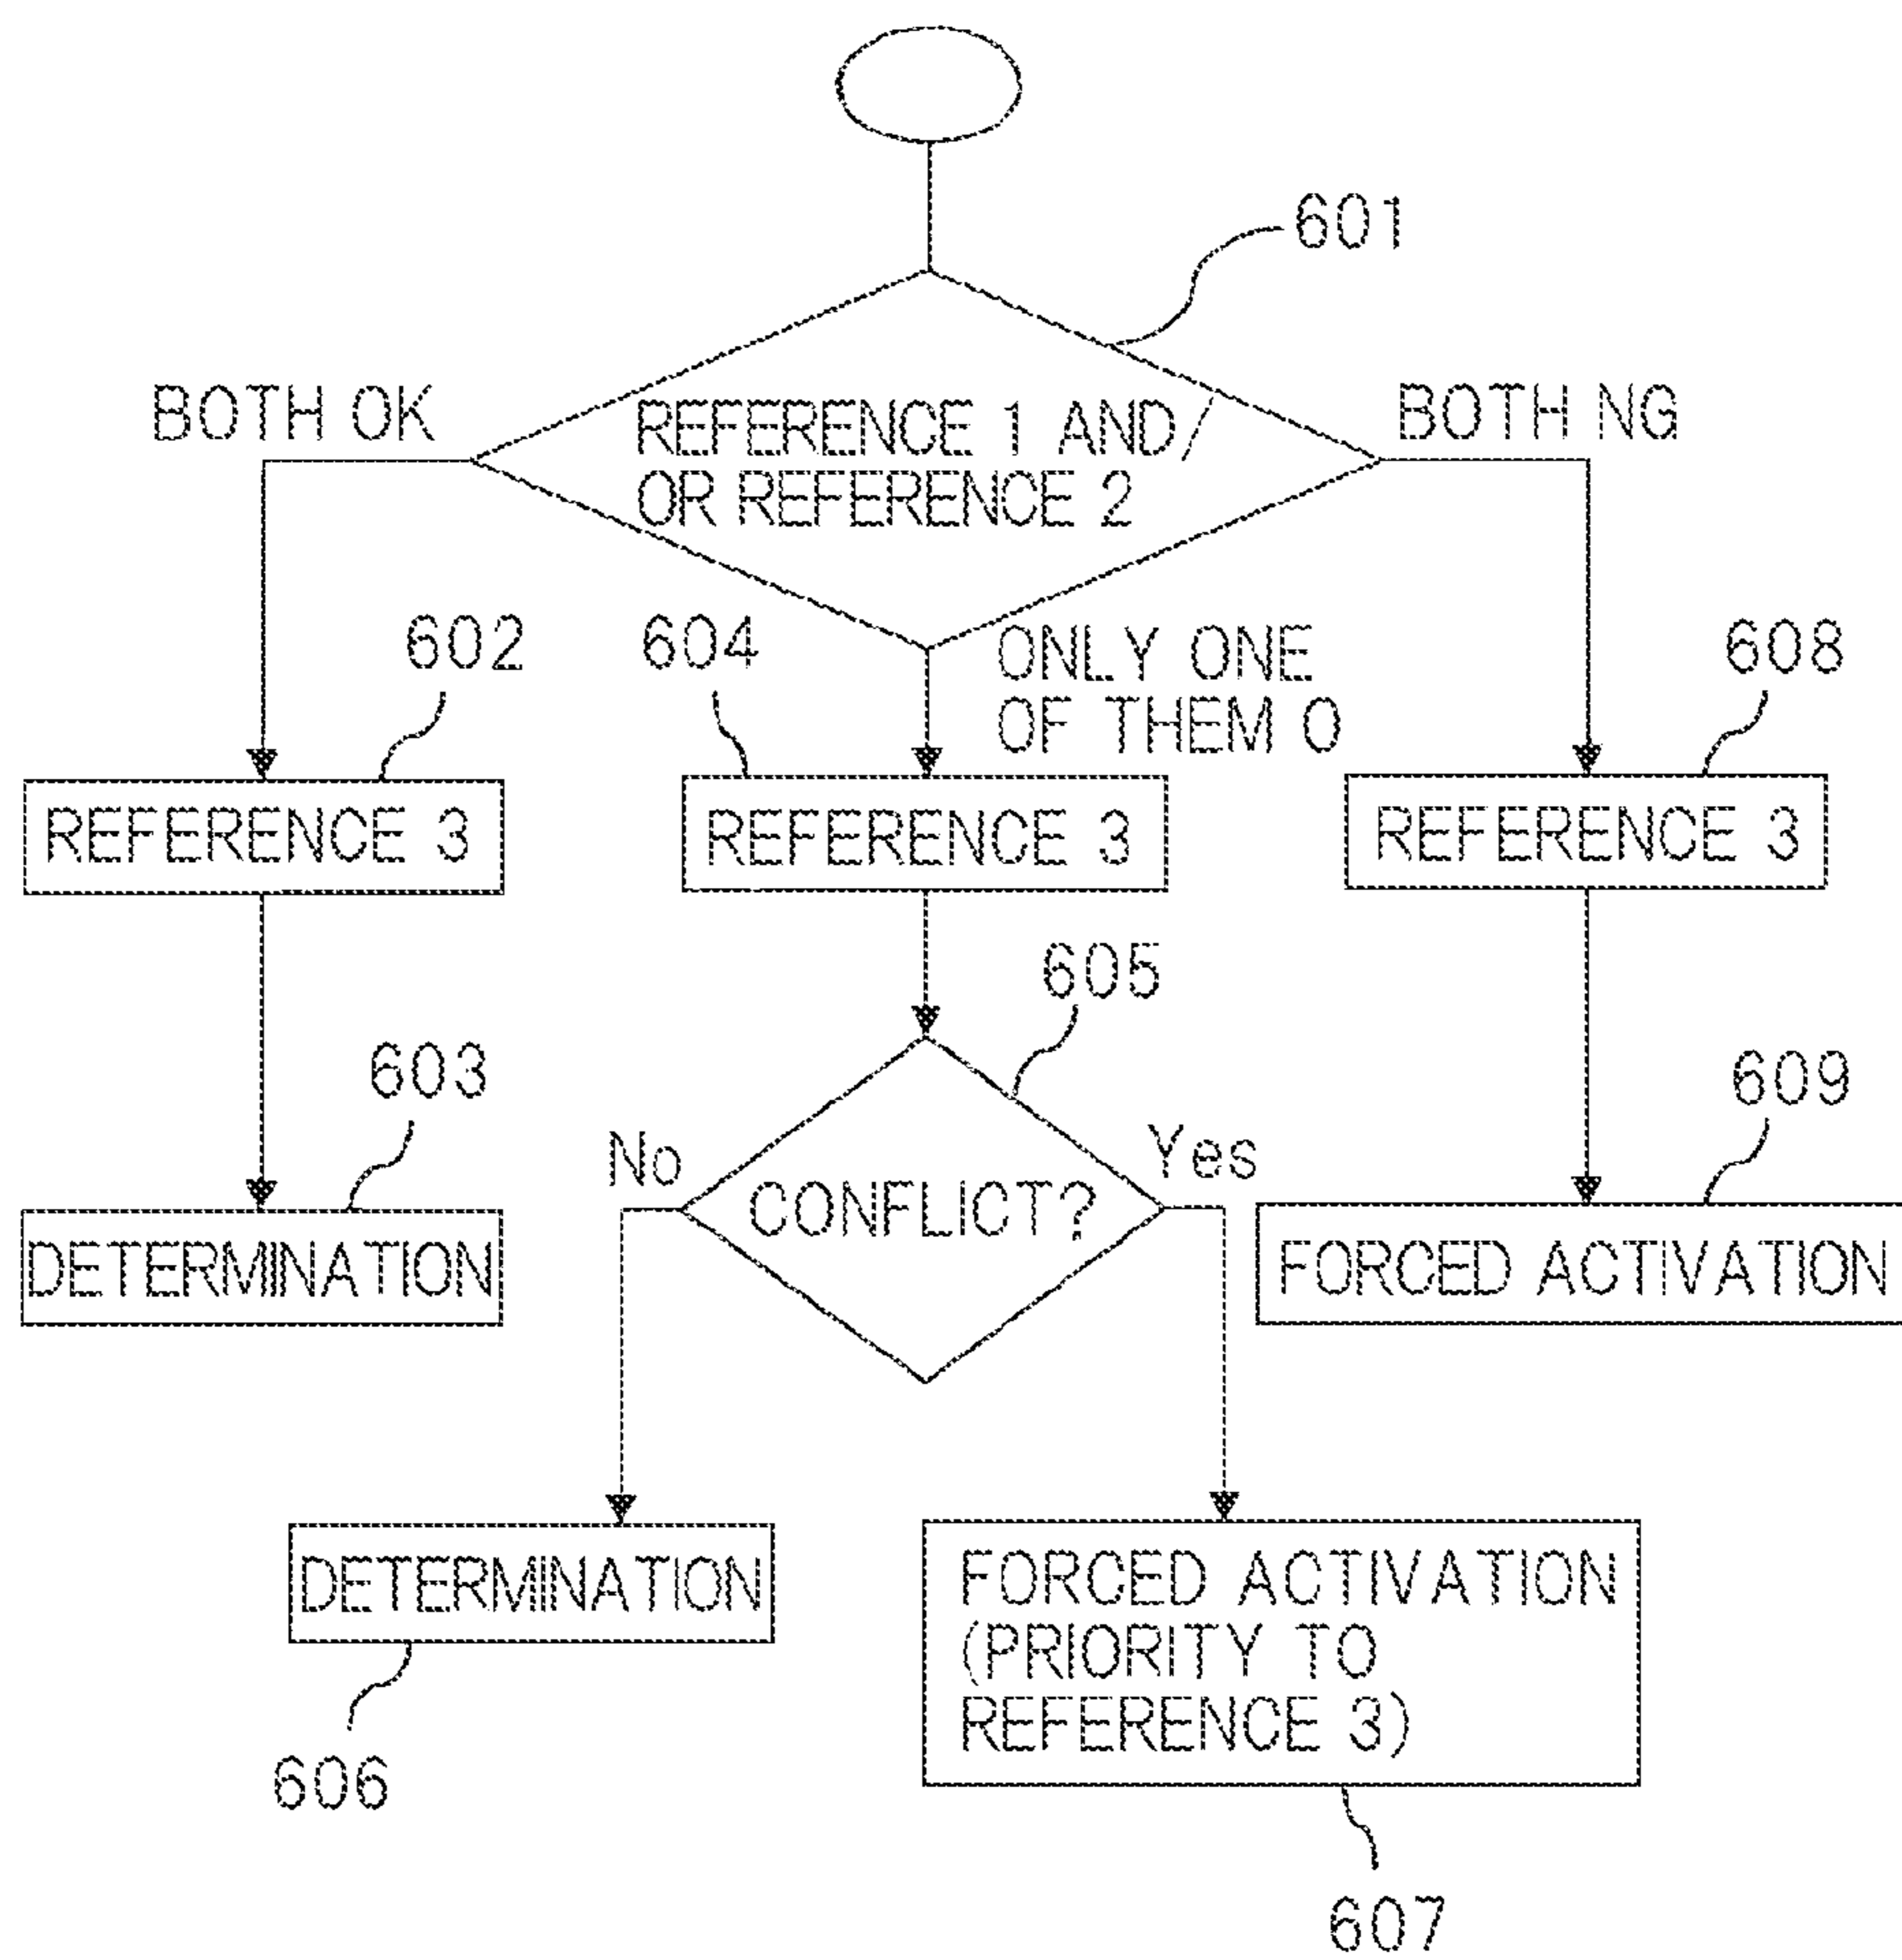 601
BOTH OK
REFERENCE 1 AND/
OR REFERENCE 2
BOTH NG
602
604
ONLY ONE
OF THEM O
608
REFERENCE 3
REFERENCE 3
REFERENCE 3
605
603
609
No
CONFLICT?
Yes
DETERMINATION
FORCED ACTIVATION
DETERMINATION
FORCED ACTIVATION
(PRIORITY TO
REFERENCE 3)
606
607